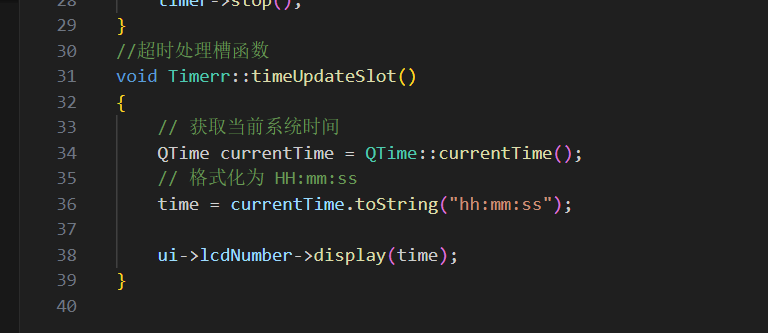 28 timer->stop();
29 }
30 //超时处理槽函数
31 void Timerr::timeUpdateSlot()
32 {
33 // 获取当前系统时间
34 QTime currentTime = QTime::currentTime();
35 // 格式化为 HH:mm:ss
36 time = currentTime.toString("hh:mm:ss");
37
38 ui->lcdNumber->display(time);
39 }
40